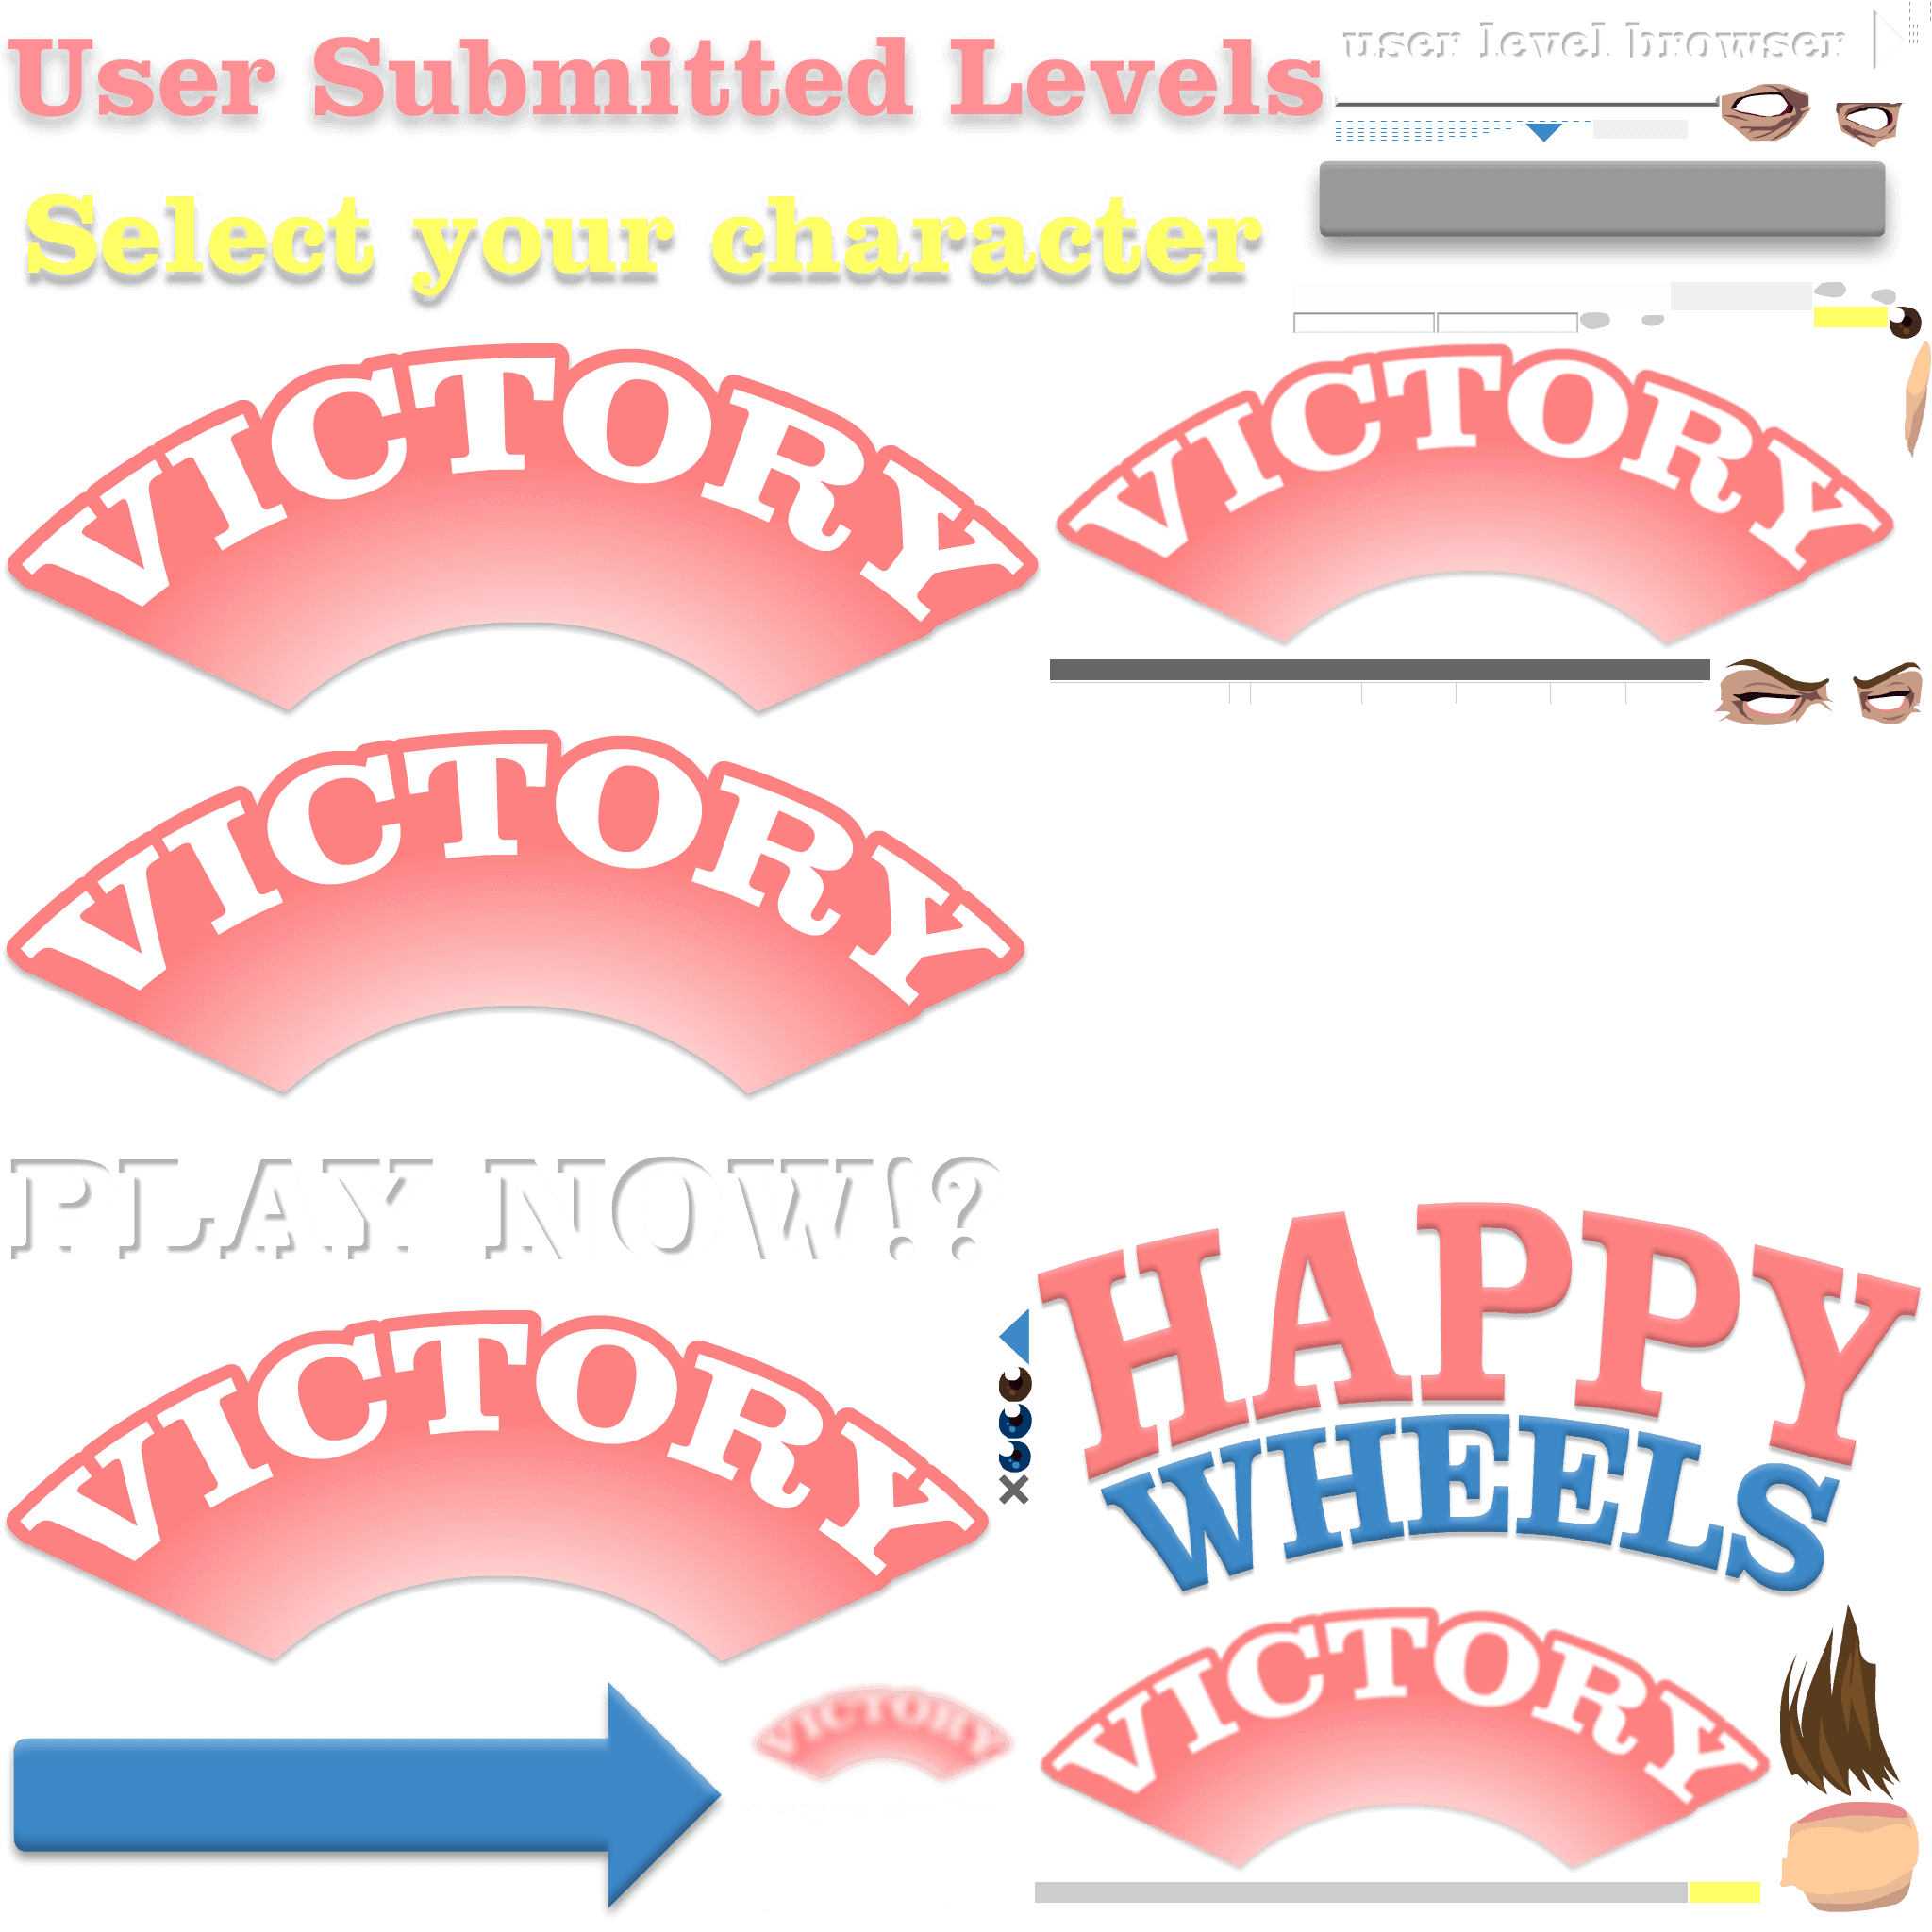 User Submitted Levels
user level browser
Select your character
VICTORY
VICTORY
VICTORY
PLAY NOW!?
HAPPY
WHEELS
VICTORY
VICTORY
VICTORY